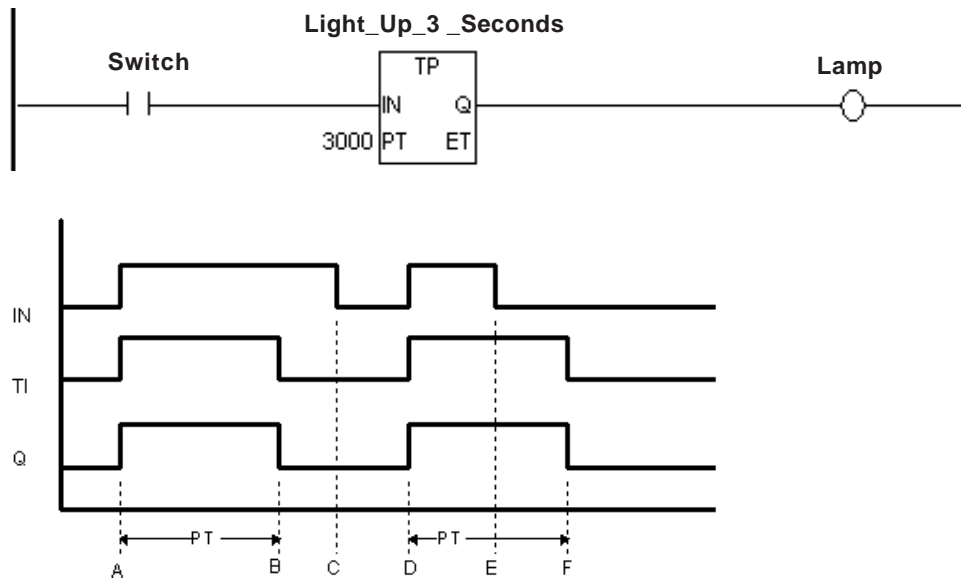 Light_Up_3 _Seconds
Switch
TP
Lamp
IN Q
3000 PT ET
IN
TI
Q
PT PT
A B C D E F